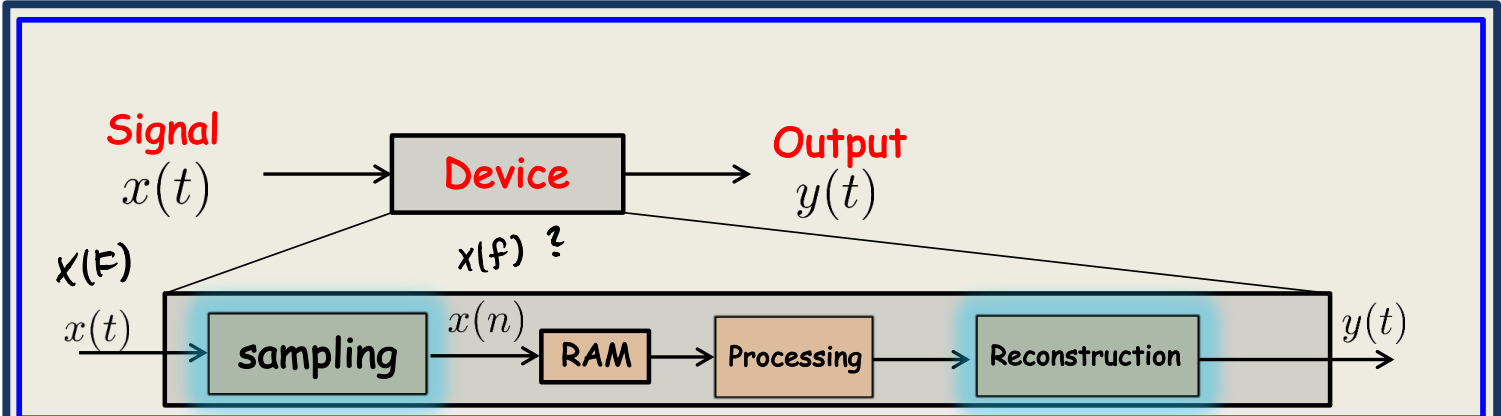 Signal
x(t)
Device
Output
y(t)
X(F)
x(f) ?
x(t)
sampling
x(n)
RAM
Processing
Reconstruction
y(t)